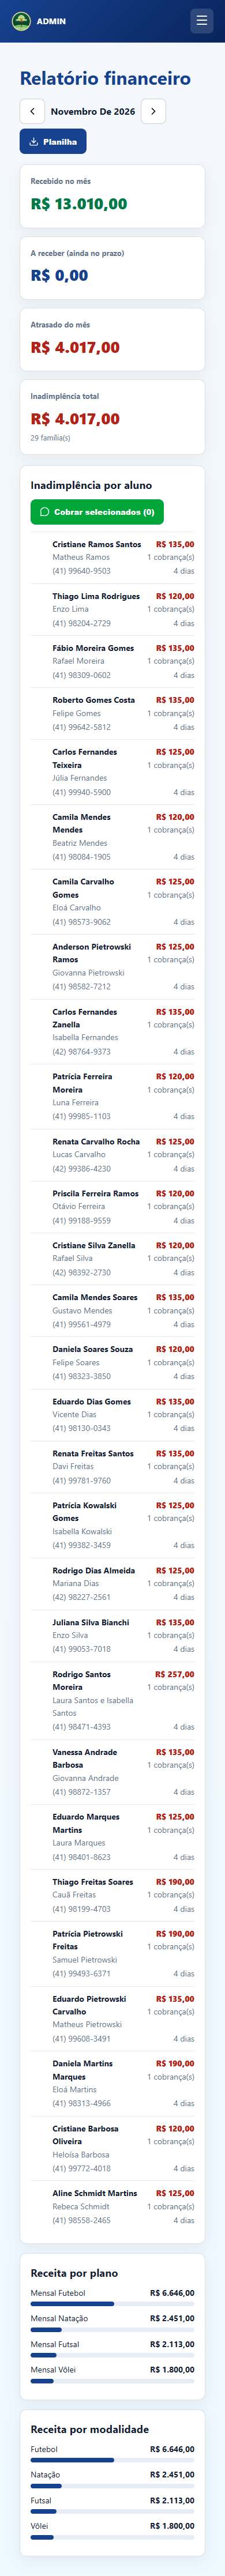 ADMIN
Relatório financeiro
Novembro De 2026
Planilha
Recebido no mês
R$ 13.010,00
A receber (ainda no prazo)
R$ 0,00
Atrasado do mês
R$ 4.017,00
Inadimplência total
R$ 4.017,00
29 família(s)
Inadimplência por aluno
Cobrar selecionados (0)
Cristiane Ramos Santos R$ 135,00
Matheus Ramos 1 cobrança(s)
(41) 99640-9503 4 dias
Thiago Lima Rodrigues R$ 120,00
Enzo Lima 1 cobrança(s)
(41) 98204-2729 4 dias
Fábio Moreira Gomes R$ 135,00
Rafael Moreira 1 cobrança(s)
(41) 98309-0602 4 dias
Roberto Gomes Costa R$ 135,00
Felipe Gomes 1 cobrança(s)
(41) 99642-5812 4 dias
Carlos Fernandes R$ 125,00
Teixeira 1 cobrança(s)
Júlia Fernandes
(41) 99940-5900 4 dias
Camila Mendes R$ 120,00
Mendes 1 cobrança(s)
Beatriz Mendes
(41) 98084-1905 4 dias
Camila Carvalho R$ 125,00
Gomes 1 cobrança(s)
Eloá Carvalho
(41) 98573-9062 4 dias
Anderson Pietrowski R$ 125,00
Ramos 1 cobrança(s)
Giovanna Pietrowski
(41) 98582-7212 4 dias
Carlos Fernandes R$ 135,00
Zanella 1 cobrança(s)
Isabella Fernandes
(42) 98764-9373 4 dias
Patrícia Ferreira R$ 120,00
Moreira 1 cobrança(s)
Luna Ferreira
(41) 99985-1103 4 dias
Renata Carvalho Rocha R$ 125,00
Lucas Carvalho 1 cobrança(s)
(42) 99386-4230 4 dias
Priscila Ferreira Ramos R$ 120,00
Otávio Ferreira 1 cobrança(s)
(41) 99188-9559 4 dias
Cristiane Silva Zanella R$ 120,00
Rafael Silva 1 cobrança(s)
(42) 98392-2730 4 dias
Camila Mendes Soares R$ 135,00
Gustavo Mendes 1 cobrança(s)
(41) 99561-4979 4 dias
Daniela Soares Souza R$ 120,00
Felipe Soares 1 cobrança(s)
(41) 98323-3850 4 dias
Eduardo Dias Gomes R$ 135,00
Vicente Dias 1 cobrança(s)
(41) 98130-0343 4 dias
Renata Freitas Santos R$ 135,00
Davi Freitas 1 cobrança(s)
(41) 99781-9760 4 dias
Patrícia Kowalski R$ 125,00
Gomes 1 cobrança(s)
Isabella Kowalski
(41) 99382-3459 4 dias
Rodrigo Dias Almeida R$ 125,00
Mariana Dias 1 cobrança(s)
(42) 98227-2561 4 dias
Juliana Silva Bianchi R$ 135,00
Enzo Silva 1 cobrança(s)
(41) 99053-7018 4 dias
Rodrigo Santos R$ 257,00
Moreira 1 cobrança(s)
Laura Santos e Isabella
Santos
(41) 98471-4393 4 dias
Vanessa Andrade R$ 135,00
Barbosa 1 cobrança(s)
Giovanna Andrade
(41) 98872-1357 4 dias
Eduardo Marques R$ 125,00
Martins 1 cobrança(s)
Laura Marques
(41) 98401-8623 4 dias
Thiago Freitas Soares R$ 190,00
Cauã Freitas 1 cobrança(s)
(41) 98199-4703 4 dias
Patrícia Pietrowski R$ 190,00
Freitas 1 cobrança(s)
Samuel Pietrowski
(41) 99493-6371 4 dias
Eduardo Pietrowski R$ 135,00
Carvalho 1 cobrança(s)
Matheus Pietrowski
(41) 99608-3491 4 dias
Daniela Martins R$ 190,00
Marques 1 cobrança(s)
Eloá Martins
(41) 98313-4966 4 dias
Cristiane Barbosa R$ 120,00
Oliveira 1 cobrança(s)
Heloísa Barbosa
(41) 99772-4018 4 dias
Aline Schmidt Martins R$ 125,00
Rebeca Schmidt 1 cobrança(s)
(41) 98558-2465 4 dias
Receita por plano
Mensal Futebol R$ 6.646,00
Mensal Natação R$ 2.451,00
Mensal Futsal R$ 2.113,00
Mensal Vôlei R$ 1.800,00
Receita por modalidade
Futebol R$ 6.646,00
Natação R$ 2.451,00
Futsal R$ 2.113,00
Vôlei R$ 1.800,00